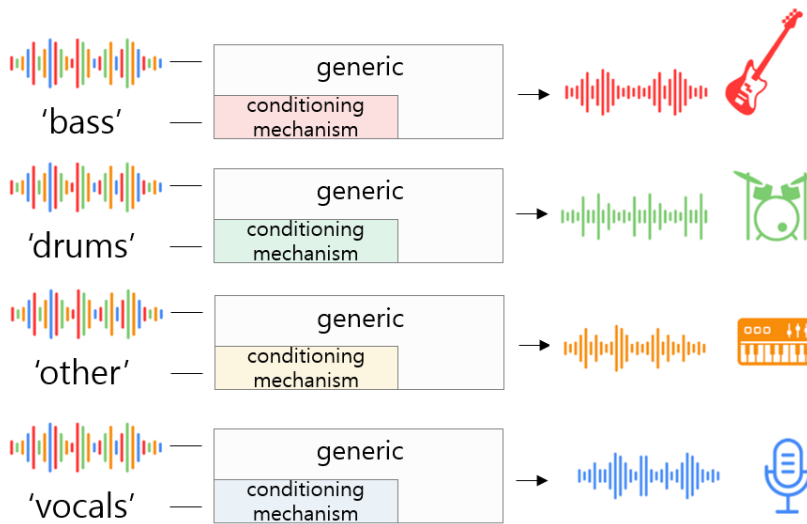 generic
conditioning
mechanism
‘bass’
generic
conditioning
mechanism
‘drums’
generic
conditioning
mechanism
‘other’
generic
conditioning
mechanism
‘vocals’